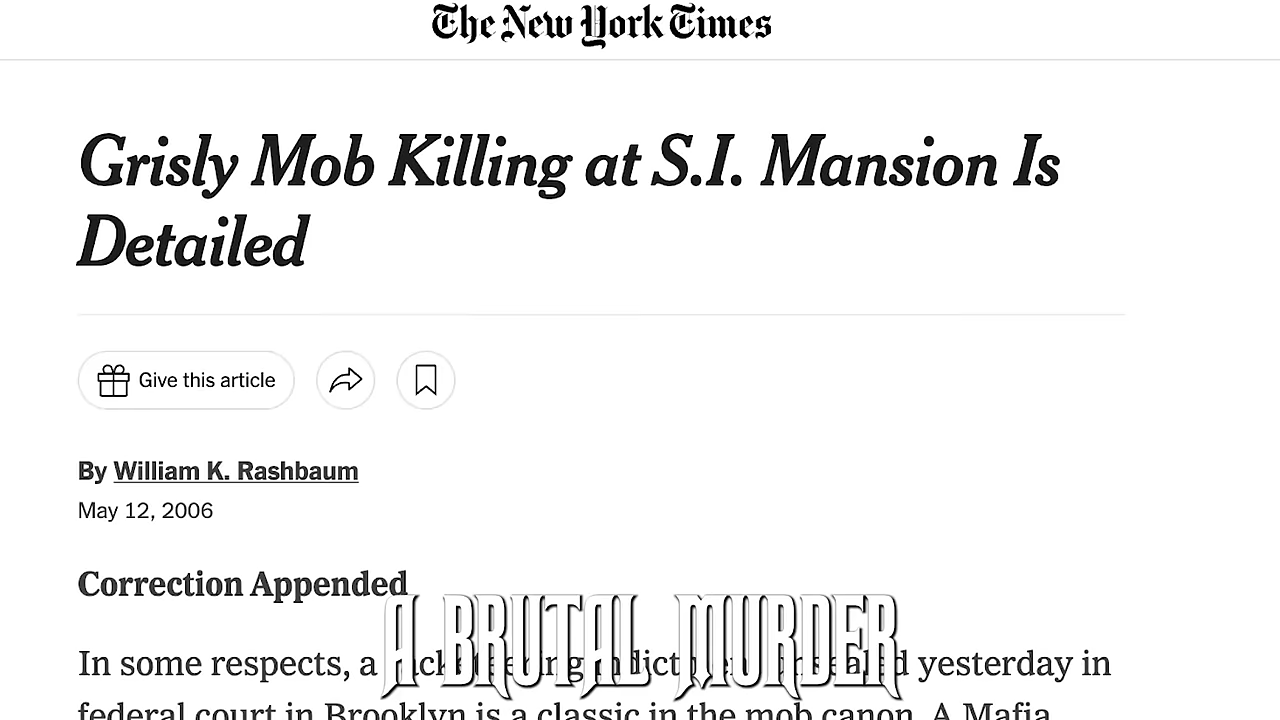 The New York Times
Grisly Mob Killing at S.I. Mansion Is
Detailed
Give this article
By William K. Rashbaum
May 12, 2006
Correction Appended
A BRUTAL MURDER
In some respects, a yesterday in
federal court in Brooklyn is a classic in the mob canon. A Mafia